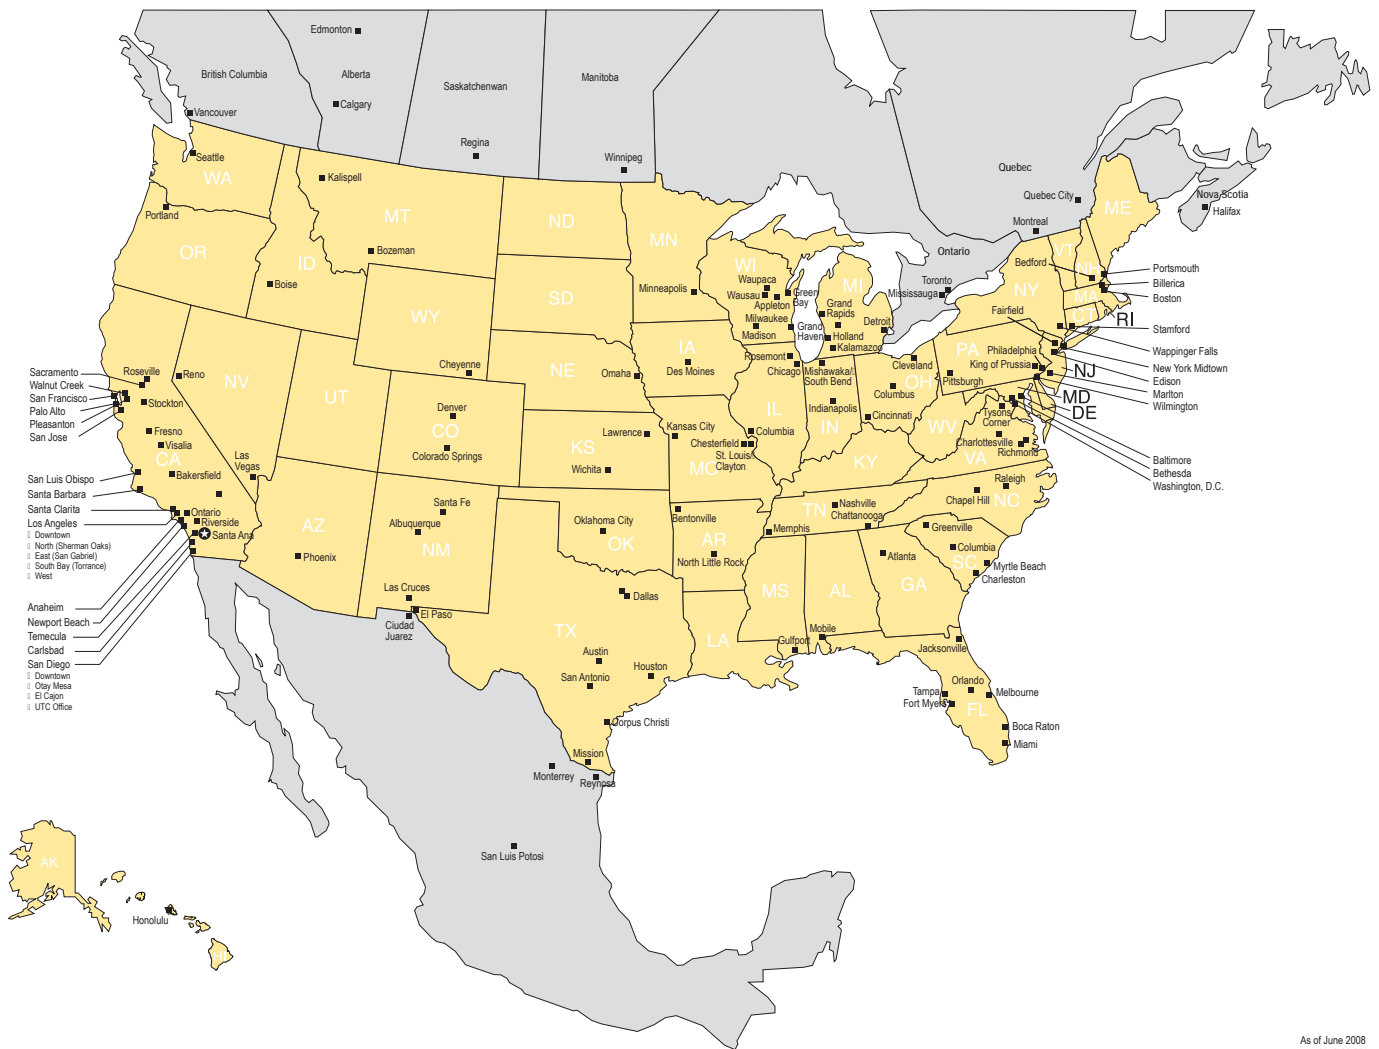 Edmonton
British Columbia
Alberta
Saskatchenwan
Manitoba
Calgary
Vancouver
Regina
Winnipeg
Quebec
Quebec City
Nova Scotia
Halifax
Montreal
Ontario
Toronto
Mississauga
Seattle
WA
Kalispell
MT
ND
MN
ME
Portland
OR
ID
Bozeman
Boise
WI
Waupaca
Wausau
Appleton
Green
Bay
Milwaukee
Madison
MI
Grand
Rapids
Grand
Haven
Holland
Kalamazoo
Detroit
VT
NH
Bedford
NY
MA
CT
RI
Fairfield
Portsmouth
Billerica
Boston
Stamford
Wappinger Falls
New York Midtown
Edison
Marlton
Wilmington
Minneapolis
SD
WY
Cheyenne
NE
Omaha
IA
Des Moines
Rosemont
Chicago
Mishawaka/
South Bend
Cleveland
OH
Columbus
Cincinnati
PA
Philadelphia
King of Prussia
Pittsburgh
NJ
MD
DE
Sacramento
Walnut Creek
San Francisco
Palo Alto
Pleasanton
San Jose
Roseville
Reno
Stockton
NV
UT
Fresno
Visalia
CA
Bakersfield
Las
Vegas
Denver
CO
Colorado Springs
KS
Lawrence
Wichita
Kansas City
Columbia
Chesterfield
St. Louis/
Clayton
MO
IL
IN
Indianapolis
KY
WV
Tysons
Corner
Charlottesville
Richmond
VA
Baltimore
Bethesda
Washington, D.C.
San Luis Obispo
Santa Barbara
Santa Clarita
Los Angeles
Downtown
North (Sherman Oaks)
East (San Gabriel)
South Bay (Torrance)
West
Ontario
Riverside
Santa Ana
Anaheim
Newport Beach
Temecula
Carlsbad
San Diego
Downtown
Otay Mesa
El Cajon
UTC Office
AZ
Phoenix
Santa Fe
Albuquerque
NM
Las Cruces
El Paso
Ciudad
Juarez
Oklahoma City
OK
Bentonville
AR
North Little Rock
TN
Nashville
Chattanooga
Memphis
Raleigh
Chapel Hill
NC
Greenville
Columbia
SC
Myrtle Beach
Charleston
Atlanta
GA
MS
AL
LA
Mobile
Gulfport
TX
Dallas
Austin
San Antonio
Houston
Corpus Christi
Mission
Monterrey
Reynosa
San Luis Potosi
Jacksonville
Tampa
Orlando
Melbourne
Fort Myers
FL
Boca Raton
Miami
AK
Honolulu
HI
As of June 2008